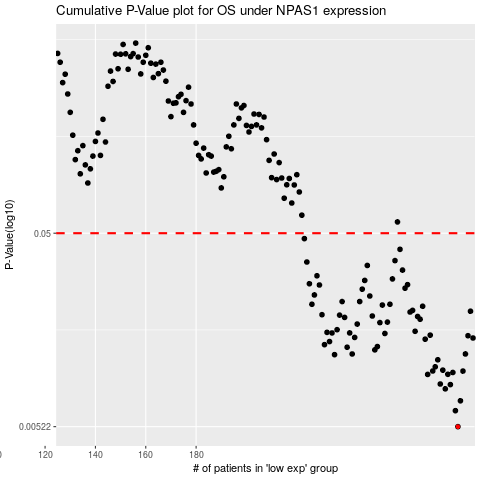 Cumulative P-Value plot for OS under NPAS1 expression
P-Value(log10)
0.05
0.00522
0 120 140 160 180
# of patients in 'low exp' group